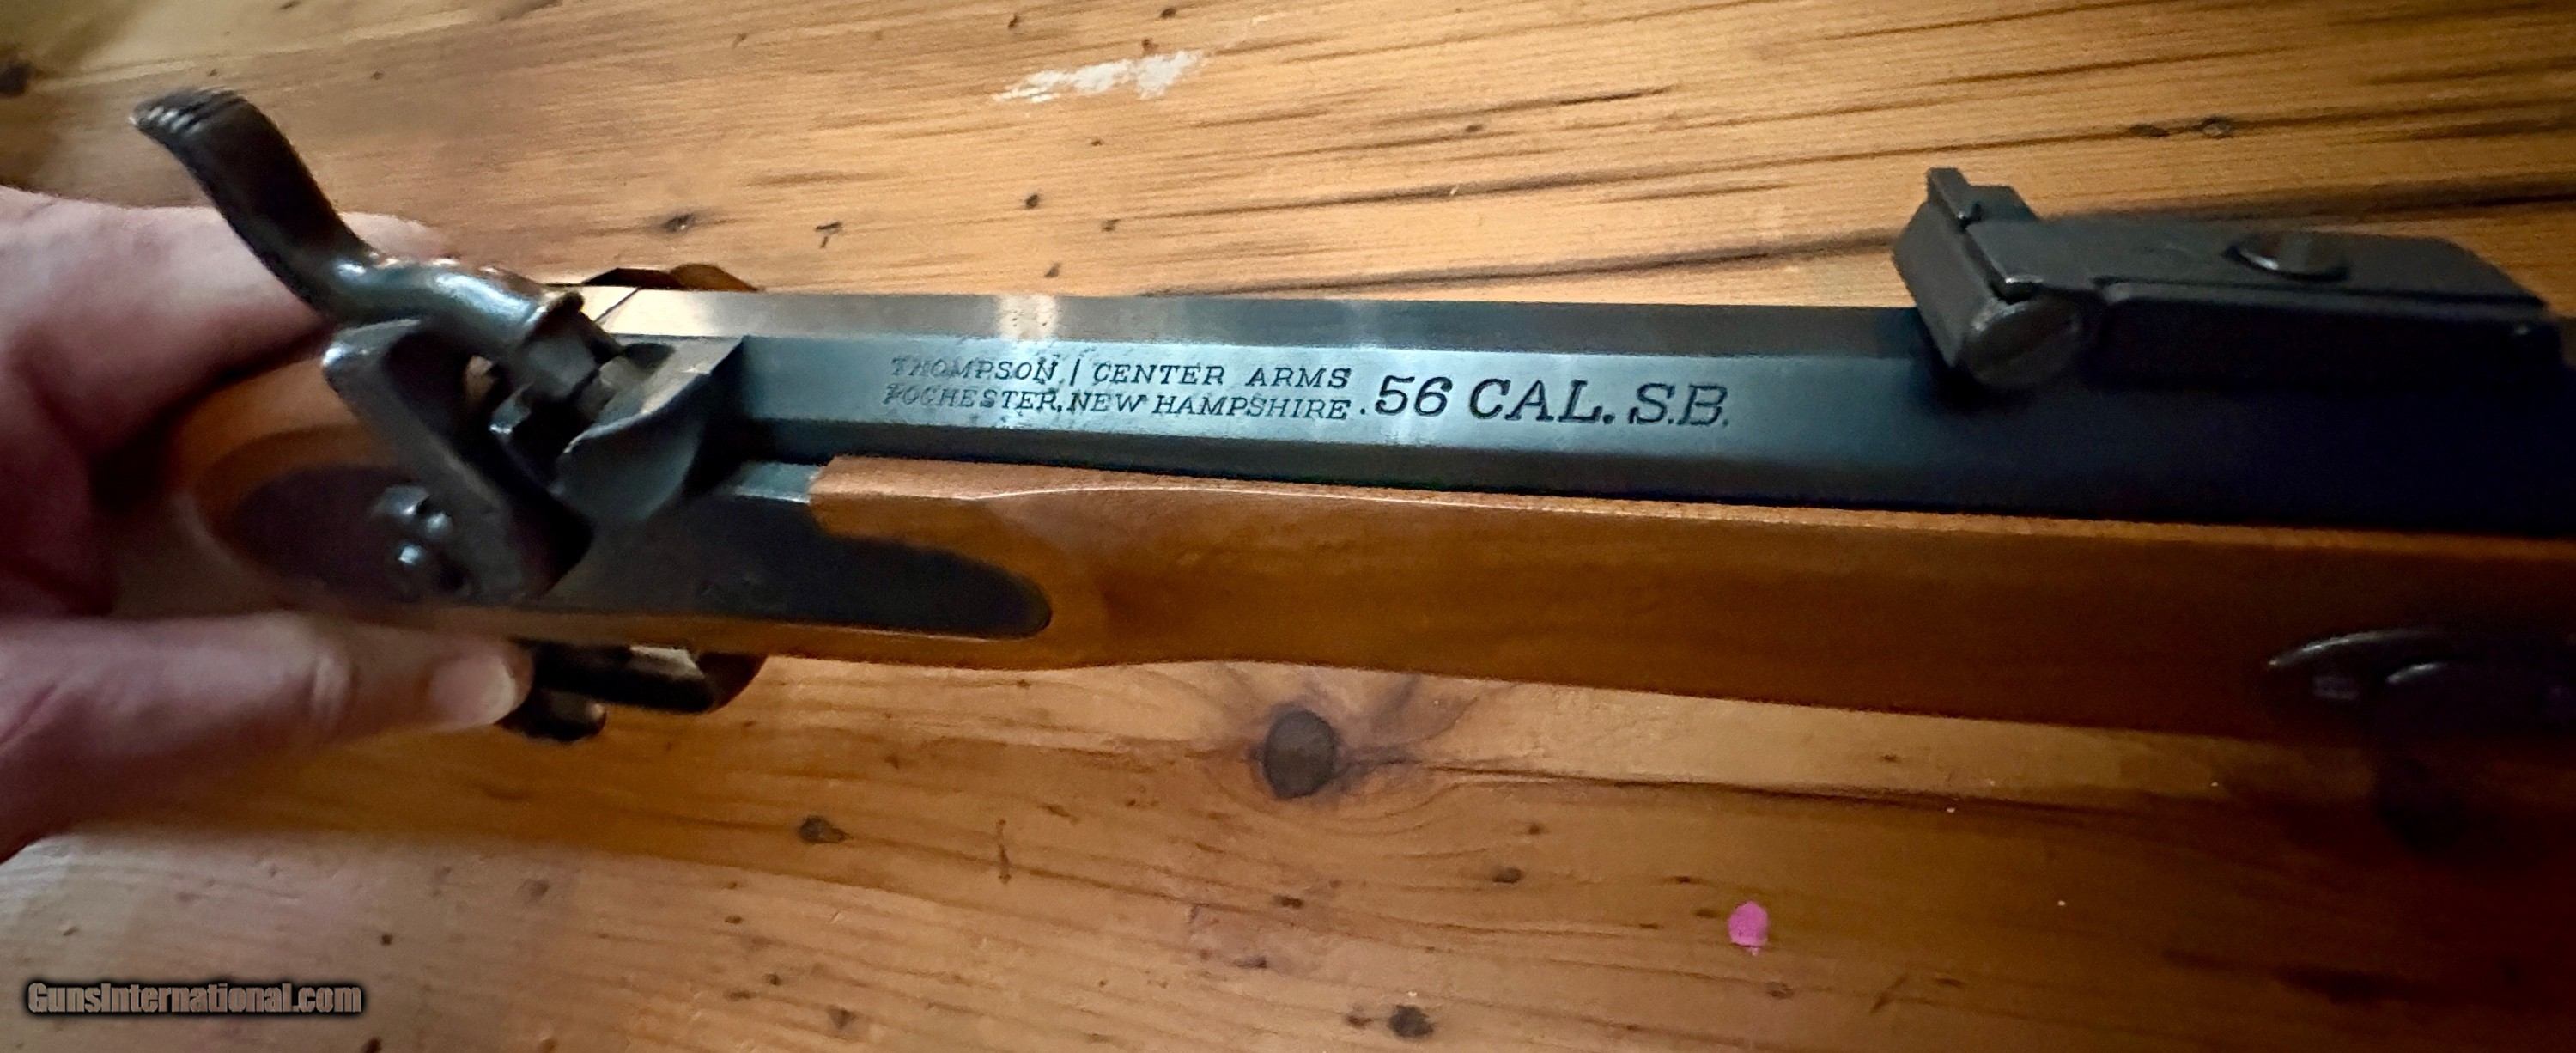 THOMPSON / CENTER ARMS
ROCHESTER, NEW HAMPSHIRE.
.56 CAL. S.B.
GunsInternational.com